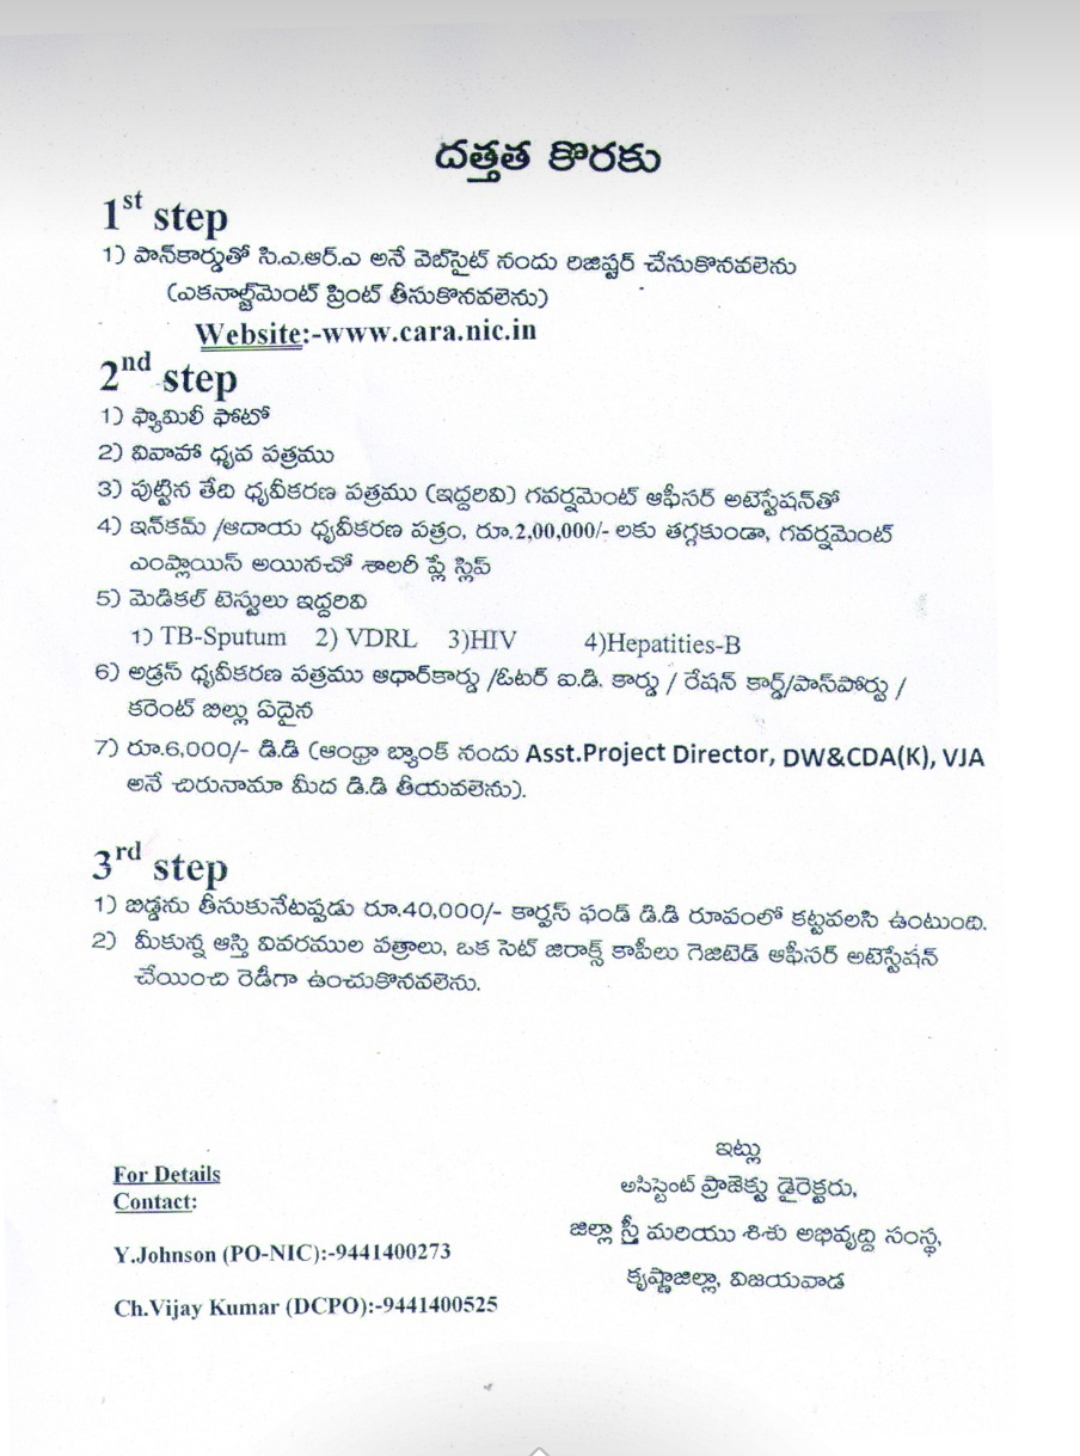 దత్తత కొరకు
1st step
1) పాన్‌కార్డుతో సి.ఎ.ఆర్.ఎ అనే వెబ్‌సైట్ నందు రిజిష్టర్ చేసుకొనవలెను
(ఎకనాల్డ్జ్‌మెంట్ ప్రింట్ తీసుకొనవలెను)
Website:-www.cara.nic.in
2nd step
1) ఫ్యామిలీ ఫోటో
2) వివాహా ధృవ పత్రము
3) పుట్టిన తేది ధృవీకరణ పత్రము (ఇద్దరివి) గవర్నమెంట్ ఆఫీసర్ అటెస్టేషన్‌తో
4) ఇన్‌కమ్ /ఆదాయ ధృవీకరణ పత్రం, రూ.2,00,000/- లకు తగ్గకుండా, గవర్నమెంట్
ఎంప్లాయిస్ అయినచో శాలరీ ప్లే స్లిప్
5) మెడికల్ టెస్టులు ఇద్దరివి
1) TB-Sputum 2) VDRL 3)HIV 4)Hepatities-B
6) అడ్రస్ ధృవీకరణ పత్రము ఆధార్‌కార్డు /ఓటర్ ఐ.డి. కార్డు / రేషన్ కార్డ్/పాస్‌పోర్టు /
కరెంట్ బిల్లు ఏదైన
7) రూ.6,000/- డి.డి (ఆంధ్రా బ్యాంక్ నందు Asst.Project Director, DW&CDA(K), VJA
అనే చిరునామా మీద డి.డి తీయవలెను).
3rd step
1) బిడ్డను తీసుకునేటప్పడు రూ.40,000/- కార్పస్ ఫండ్ డి.డి రూపంలో కట్టవలసి ఉంటుంది.
2) మీకున్న ఆస్తి వివరముల పత్రాలు, ఒక సెట్ జిరాక్స్ కాపీలు గెజిటెడ్ ఆఫీసర్ అటెస్టేషన్
చేయించి రెడీగా ఉంచుకొనవలెను.
For Details
Contact:
Y.Johnson (PO-NIC):-9441400273
Ch.Vijay Kumar (DCPO):-9441400525
ఇట్లు
అసిస్టెంట్ ప్రాజెక్టు డైరెక్టరు,
జిల్లా స్త్రీ మరియు శిశు అభివృద్ది సంస్థ,
కృష్ణాజిల్లా, విజయవాడ